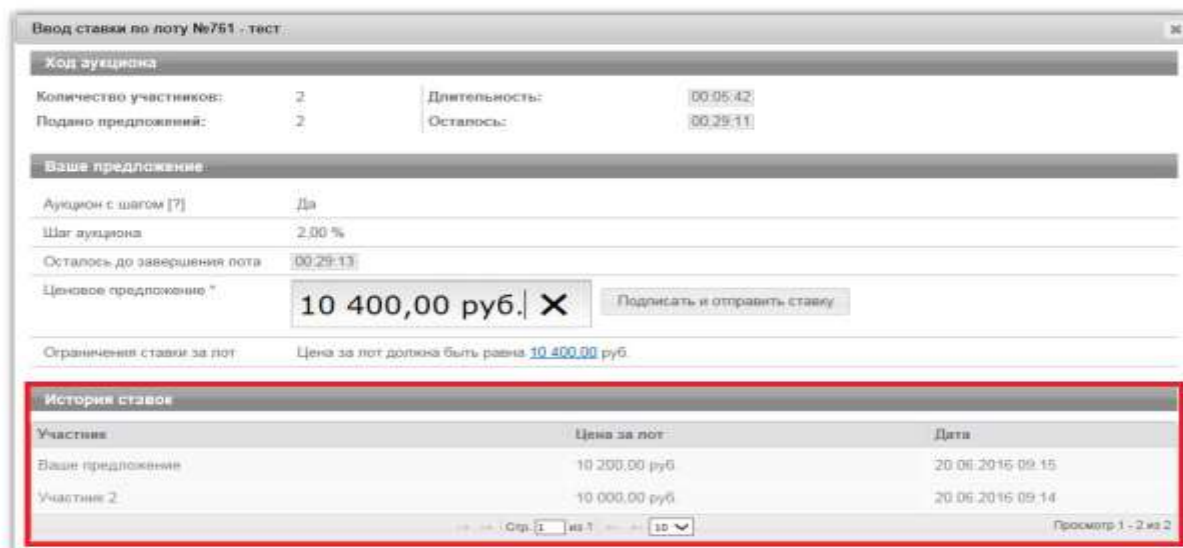 Ввод ставки по лоту №761 - тест
Ход аукциона
Количество участников: 2 Длительность: 00:05:42
Подано предложений: 2 Осталось: 00:29:11
Ваше предложение
Аукцион с шагом [?] Да
Шаг аукциона 2,00 %
Осталось до завершения лота 00:29:13
Ценовое предложение * 10 400,00 руб. Подписать и отправить ставку
Ограничения ставки за лот Цена за лот должна быть равна 10 400,00 руб.
История ставок
Участник Цена за лот Дата
Ваше предложение 10 200,00 руб. 20.06.2016 09:15
Участник 2 10 000,00 руб. 20.06.2016 09:14
Стр. 1 из 1 10 Просмотр 1 - 2 из 2